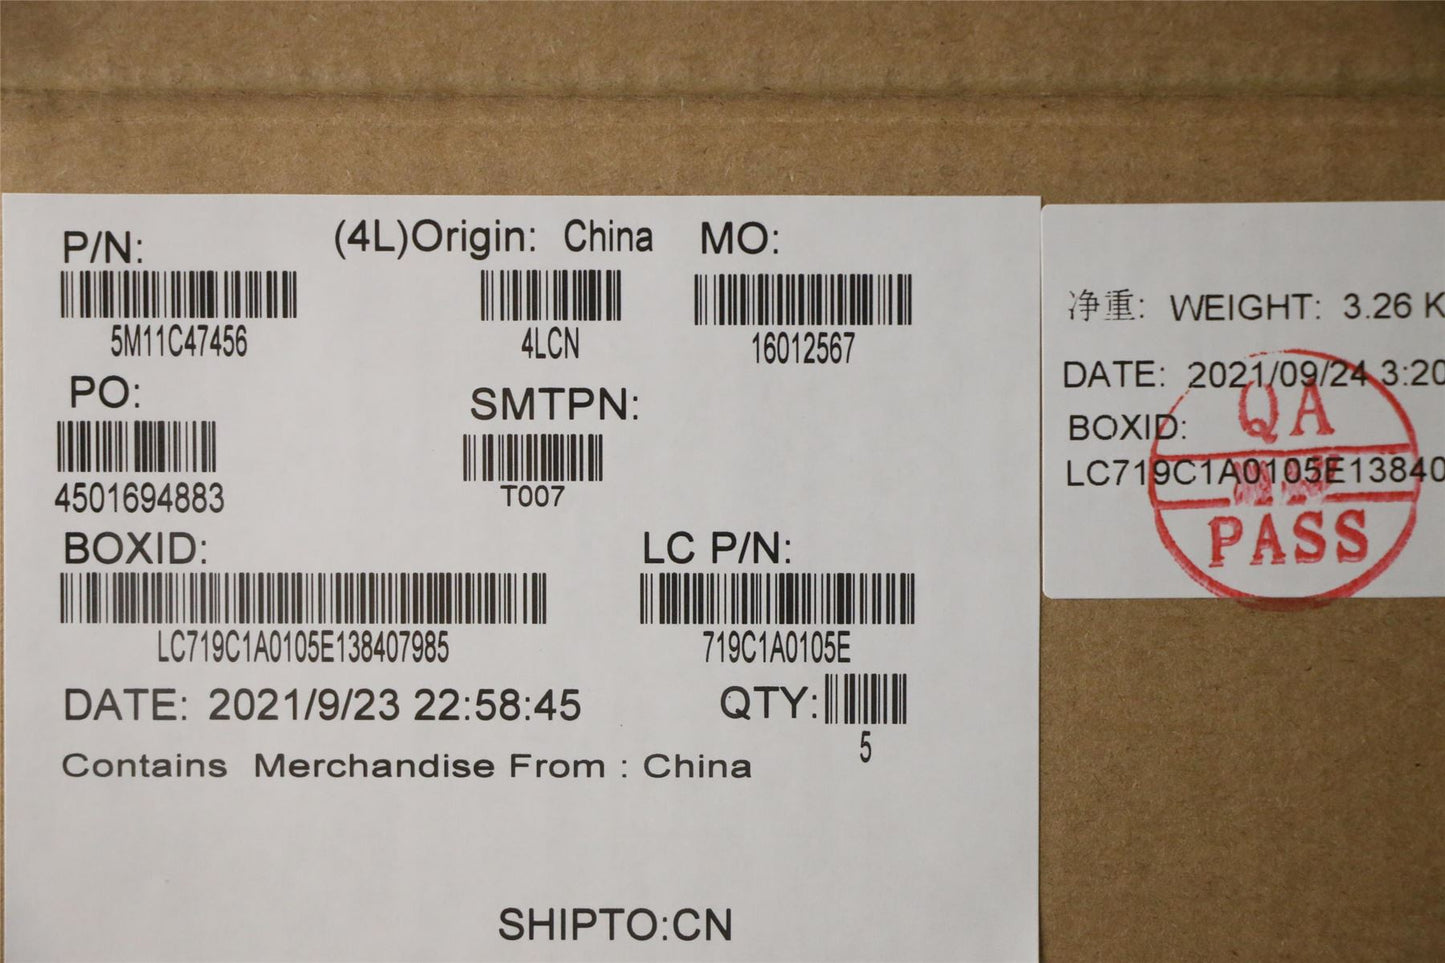 P/N:
(4L)Origin: China
MO:
5M11C47456
4LCN
16012567
PO:
SMTPN:
4501694883
T007
BOXID:
LC P/N:
LC719C1A0105E138407985
719C1A0105E
DATE: 2021/9/23 22:58:45
QTY:
5
Contains Merchandise From : China
SHIPTO:CN
净重: WEIGHT: 3.26 K
DATE: 2021/09/24 3:20
BOXID:
LC719C1A0105E13840
QA
PASS